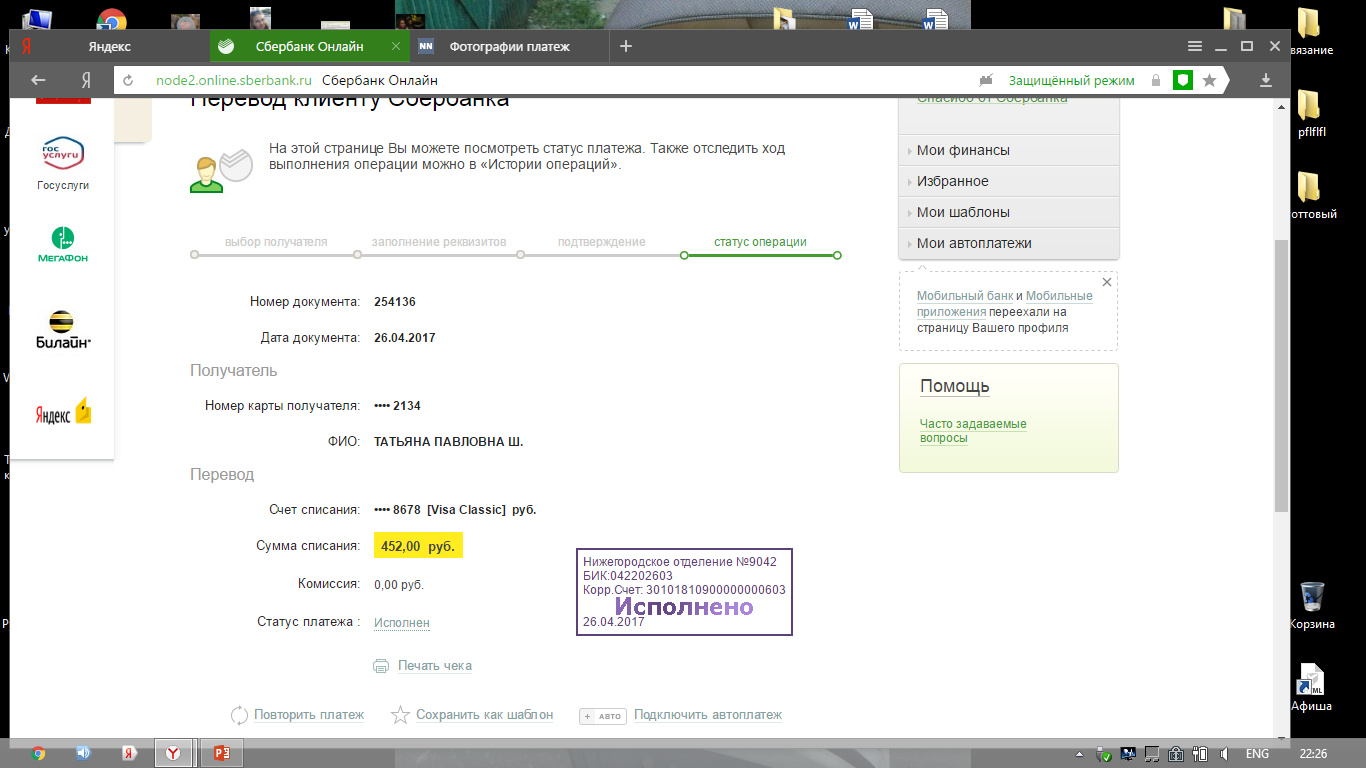 Яндекс
Сбербанк Онлайн
NN
Фотографии платеж
node2.online.sberbank.ru Сбербанк Онлайн
Защищённый режим
Перевод клиенту Сбербанка
Спасибо от Сбербанка
На этой странице Вы можете посмотреть статус платежа. Также отследить ход
выполнения операции можно в «Истории операций».
гос
услуги
Госуслуги
МЕГАФОН
Билайн
Яндекс
Мои финансы
Избранное
Мои шаблоны
Мои автоплатежи
выбор получателя
заполнение реквизитов
подтверждение
статус операции
Мобильный банк и Мобильные
приложения переехали на
страницу Вашего профиля
Помощь
Часто задаваемые
вопросы
Номер документа: 254136
Дата документа: 26.04.2017
Получатель
Номер карты получателя: •••• 2134
ФИО: ТАТЬЯНА ПАВЛОВНА Ш.
Перевод
Счет списания: •••• 8678 [Visa Classic] руб.
Сумма списания: 452,00 руб.
Комиссия: 0,00 руб.
Статус платежа : Исполнен
Нижегородское отделение №9042
БИК:042202603
Корр.Счет: 30101810900000000603
Исполнено
26.04.2017
Печать чека
Повторить платеж
Сохранить как шаблон
+ АВТО
Подключить автоплатеж
вязание
pflflfl
оттовый
Корзина
Афиша
ENG
22:26